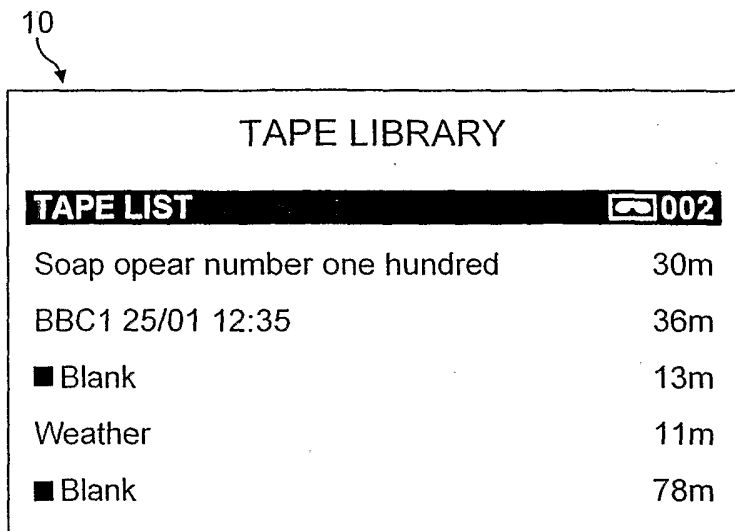 10
TAPE LIBRARY
TAPE LIST 002
Soap opear number one hundred 30m
BBC1 25/01 12:35 36m
Blank 13m
Weather 11m
Blank 78m